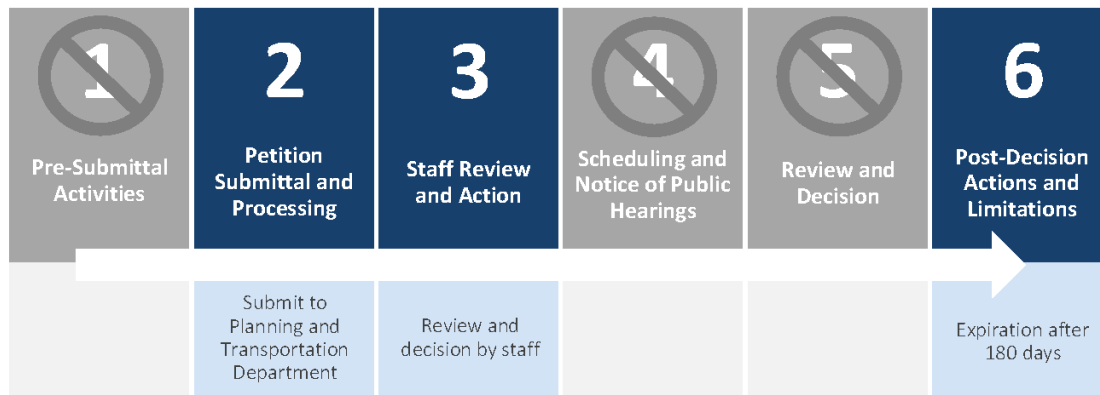 1
Pre-Submittal
Activities
2
Petition
Submittal and
Processing
3
Staff Review
and Action
4
Scheduling and
Notice of Public
Hearings
5
Review and
Decision
6
Post-Decision
Actions and
Limitations
Submit to
Planning and
Transportation
Department
Review and
decision by staff
Expiration after
180 days